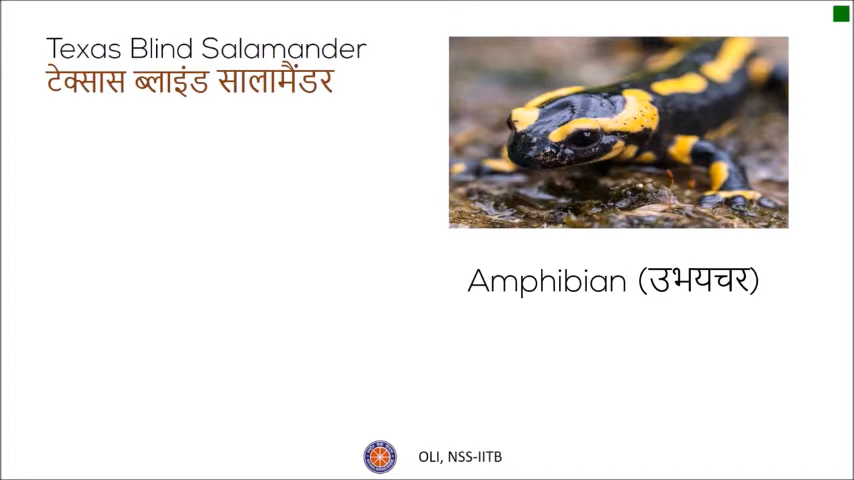 Texas Blind Salamander
टेक्सास ब्लाइंड सालामैंडर
Amphibian (उभयचर)
OLI, NSS-IITB